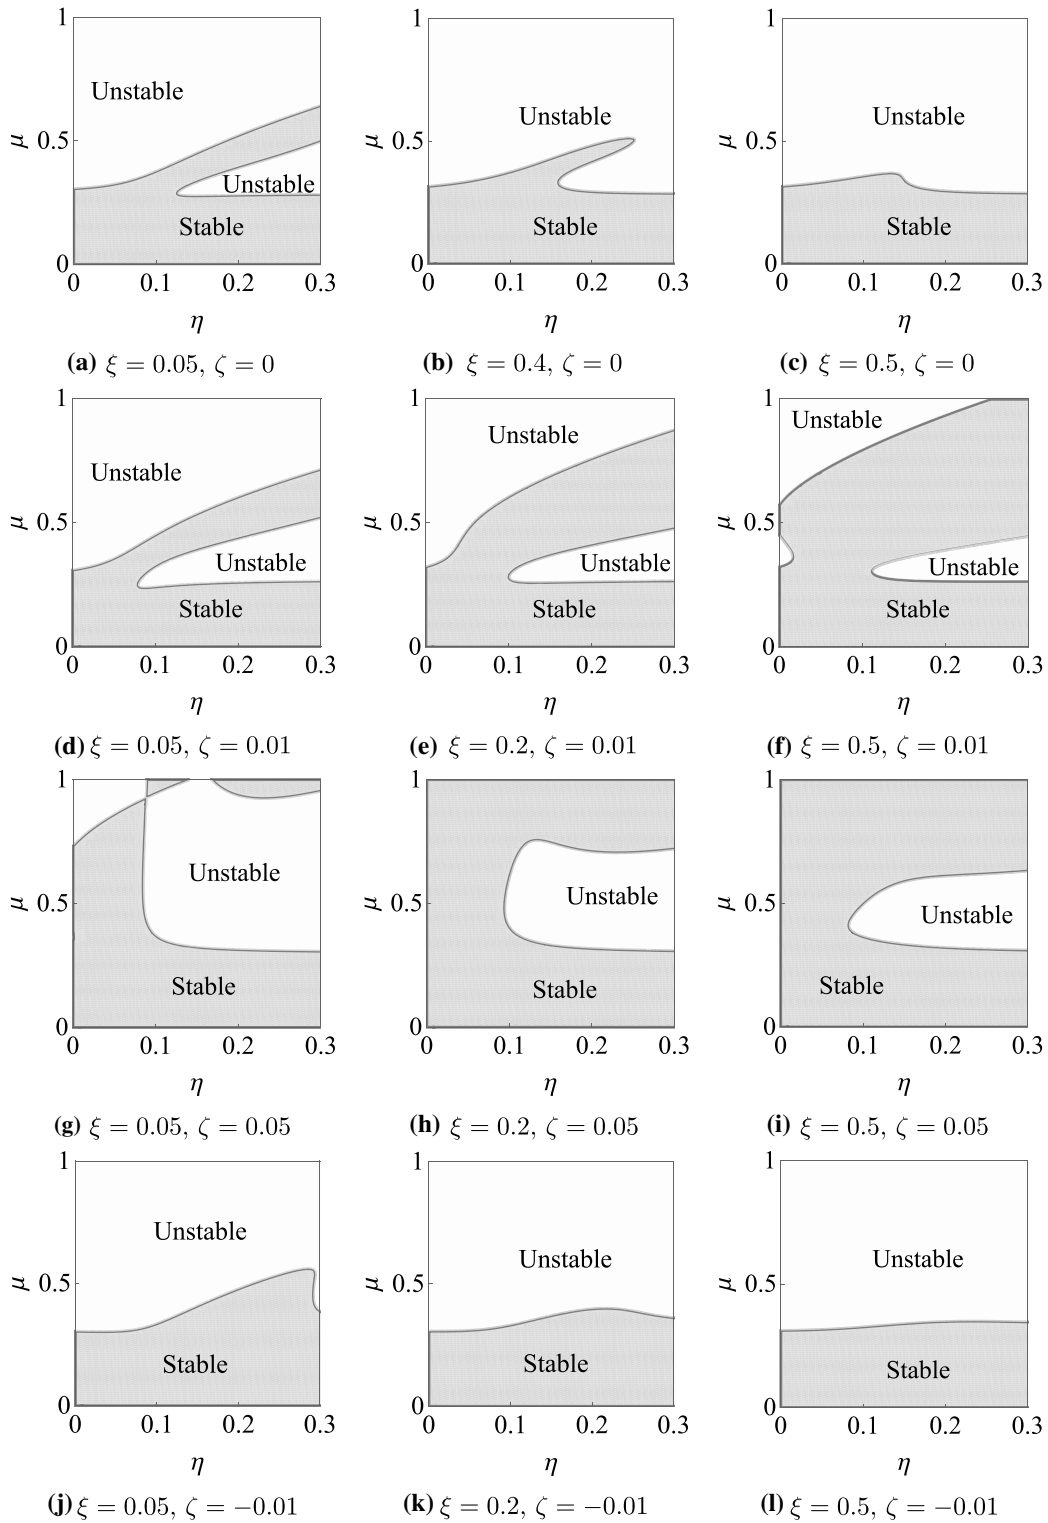 1
Unstable
μ 0.5
Unstable
Stable
0
0 0.1 0.2 0.3
η
(a) ξ = 0.05, ζ = 0
1
Unstable
μ 0.5
Stable
0
0 0.1 0.2 0.3
η
(b) ξ = 0.4, ζ = 0
1
Unstable
μ 0.5
Stable
0
0 0.1 0.2 0.3
η
(c) ξ = 0.5, ζ = 0
1
Unstable
μ 0.5
Unstable
Stable
0
0 0.1 0.2 0.3
η
(d) ξ = 0.05, ζ = 0.01
1
Unstable
μ 0.5
Unstable
Stable
0
0 0.1 0.2 0.3
η
(e) ξ = 0.2, ζ = 0.01
1
Unstable
μ 0.5
Unstable
Stable
0
0 0.1 0.2 0.3
η
(f) ξ = 0.5, ζ = 0.01
1
Unstable
μ 0.5
Stable
0
0 0.1 0.2 0.3
η
(g) ξ = 0.05, ζ = 0.05
1
Unstable
μ 0.5
Stable
0
0 0.1 0.2 0.3
η
(h) ξ = 0.2, ζ = 0.05
1
Unstable
μ 0.5
Stable
0
0 0.1 0.2 0.3
η
(i) ξ = 0.5, ζ = 0.05
1
Unstable
μ 0.5
Stable
0
0 0.1 0.2 0.3
η
(j) ξ = 0.05, ζ = −0.01
1
Unstable
μ 0.5
Stable
0
0 0.1 0.2 0.3
η
(k) ξ = 0.2, ζ = −0.01
1
Unstable
μ 0.5
Stable
0
0 0.1 0.2 0.3
η
(l) ξ = 0.5, ζ = −0.01